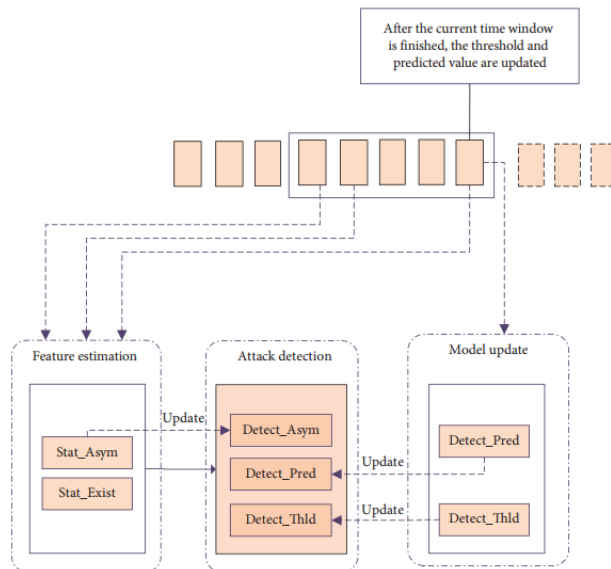 After the current time window
is finished, the threshold and
predicted value are updated
Feature estimation
Attack detection
Model update
Update
Detect_Asym
Stat_Asym
Detect_Pred
Update
Detect_Pred
Stat_Exist
Update
Detect_Thld
Detect_Thld